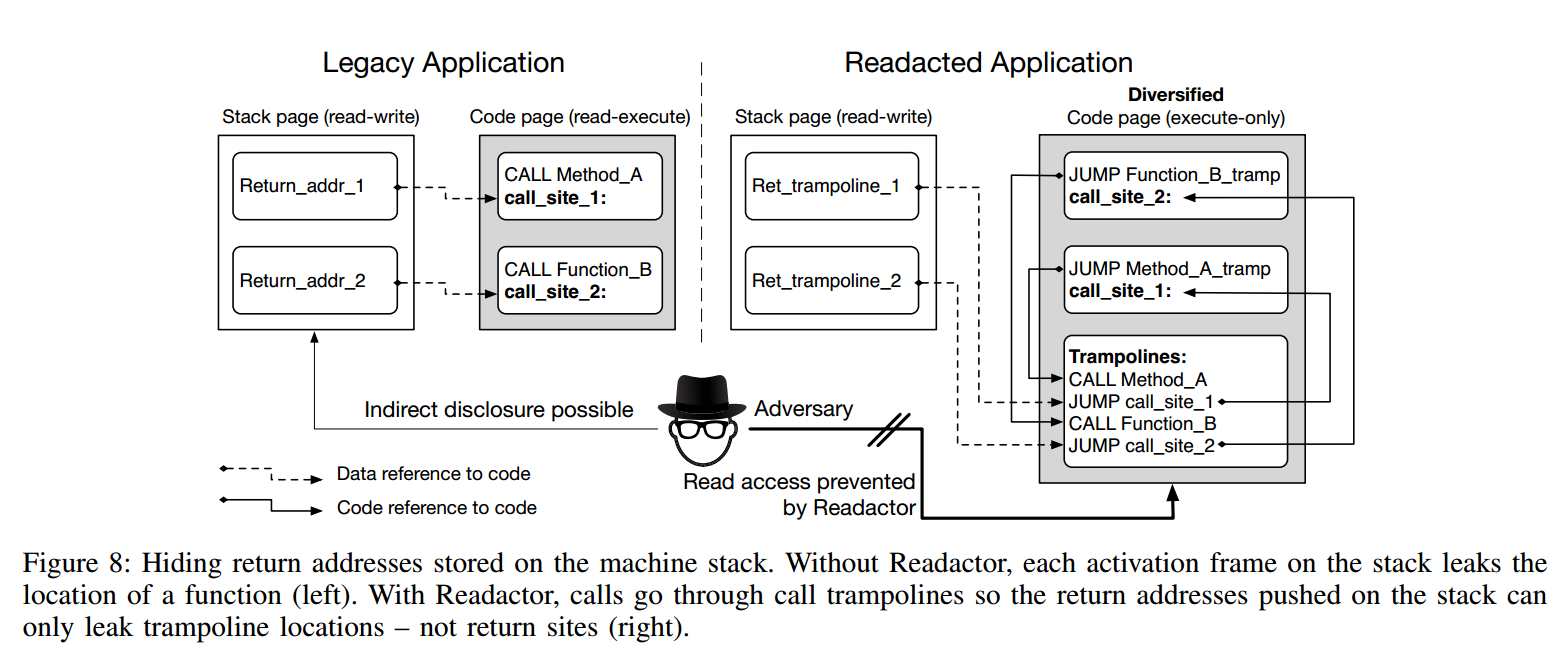 Legacy Application
Readacted Application
Stack page (read-write)
Code page (read-execute)
Return_addr_1
Return_addr_2
CALL Method_A
call_site_1:
CALL Function_B
call_site_2:
Stack page (read-write)
Diversified
Code page (execute-only)
Ret_trampoline_1
Ret_trampoline_2
JUMP Function_B_tramp
call_site_2:
JUMP Method_A_tramp
call_site_1:
Trampolines:
CALL Method_A
JUMP call_site_1
CALL Function_B
JUMP call_site_2
Indirect disclosure possible
Adversary
Read access prevented
by Readactor
Data reference to code
Code reference to code
Figure 8: Hiding return addresses stored on the machine stack. Without Readactor, each activation frame on the stack leaks the
location of a function (left). With Readactor, calls go through call trampolines so the return addresses pushed on the stack can
only leak trampoline locations – not return sites (right).